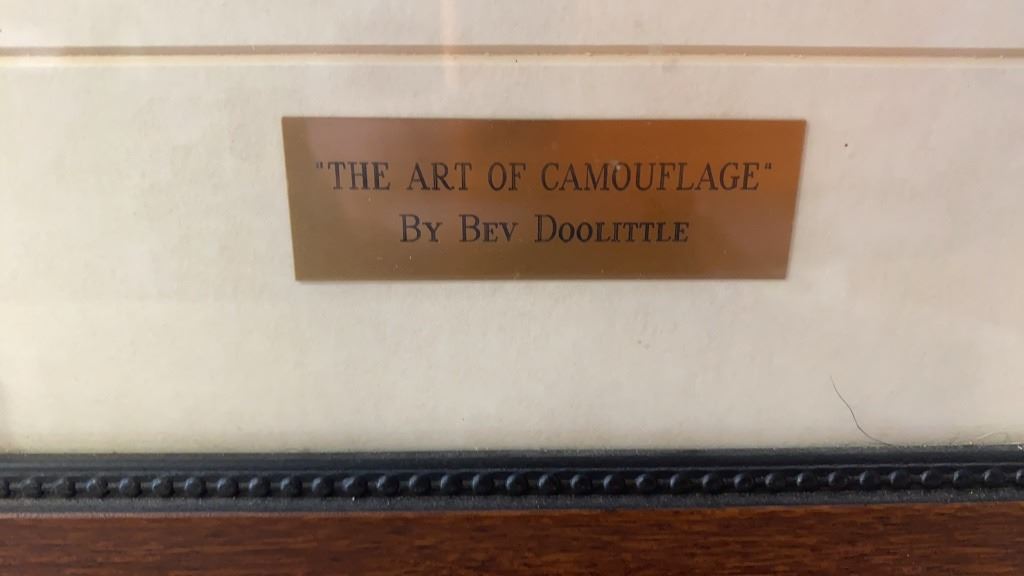 "THE ART OF CAMOUFLAGE"
BY BEV DOOLITTLE